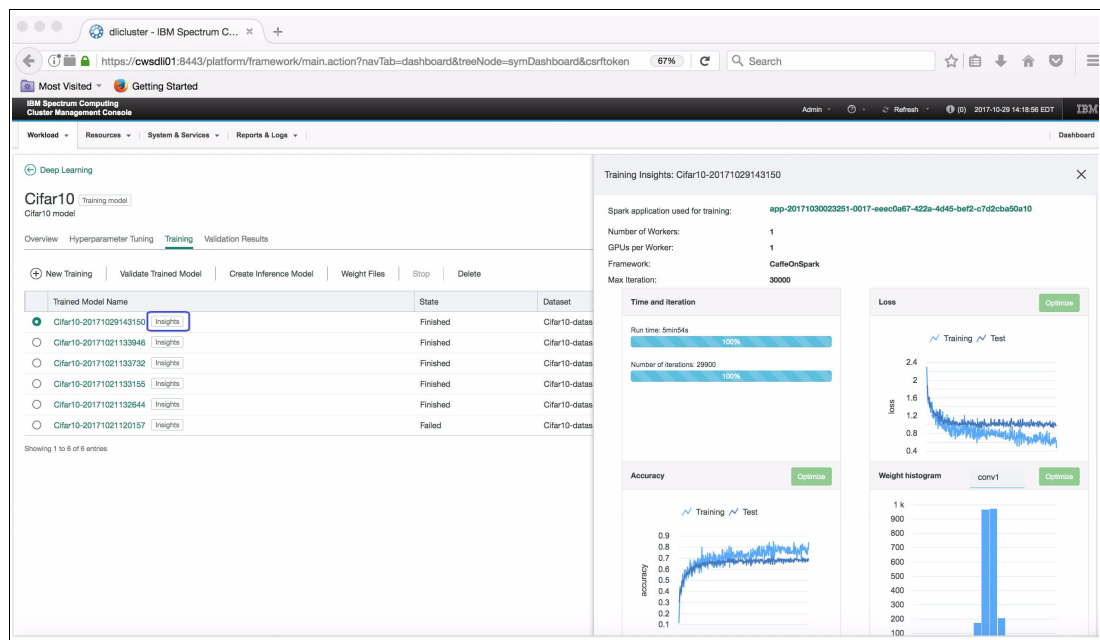 dlicluster - IBM Spectrum C... × +
https://cwsdli01:8443/platform/framework/main.action?navTab=dashboard&treeNode=symDashboard&csrftoken 67% Search
Most Visited Getting Started
IBM Spectrum Computing
Cluster Management Console
Admin Refresh (0) 2017-10-29 14:18:56 EDT IBM
Workload Resources System & Services Reports & Logs Dashboard
Deep Learning
Cifar10 Training model
Cifar10 model
Overview Hyperparameter Tuning Training Validation Results
New Training Validate Trained Model Create Inference Model Weight Files Stop Delete
Trained Model Name State Dataset
Cifar10-20171029143150 Insights Finished Cifar10-datas
Cifar10-20171021133946 Insights Finished Cifar10-datas
Cifar10-20171021133732 Insights Finished Cifar10-datas
Cifar10-20171021133155 Insights Finished Cifar10-datas
Cifar10-20171021132644 Insights Finished Cifar10-datas
Cifar10-20171021120157 Insights Failed Cifar10-datas
Showing 1 to 6 of 6 entries
Training Insights: Cifar10-20171029143150 ×
Spark application used for training: app-20171030023251-0017-eeec0a67-422a-4d45-bef2-c7d2cba50a10
Number of Workers: 1
GPUs per Worker: 1
Framework: CaffeOnSpark
Max Iteration: 30000
Time and iteration
Run time: 5min54s
100%
Number of iterations: 29900
100%
Loss Optimize
Training Test
2.4
2
1.6
1.2
0.8
0.4
loss
Accuracy Optimize
Training Test
0.9
0.8
0.7
0.6
0.5
0.4
0.3
0.2
0.1
accuracy
Weight histogram conv1 Optimize
1 k
900
800
700
600
500
400
300
200
100